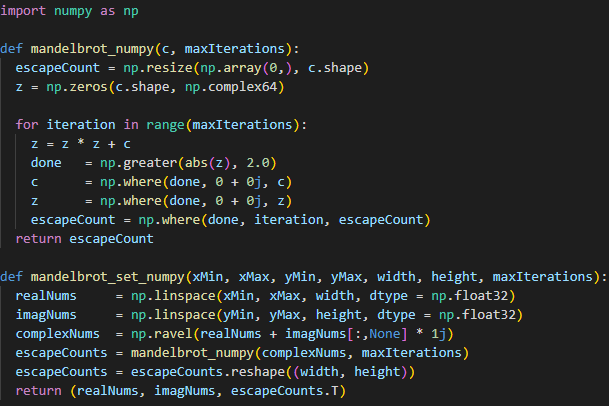 import numpy as np

def mandelbrot_numpy(c, maxIterations):
  escapeCount = np.resize(np.array(0,), c.shape)
  z = np.zeros(c.shape, np.complex64)

  for iteration in range(maxIterations):
    z = z * z + c
    done   = np.greater(abs(z), 2.0)
    c      = np.where(done, 0 + 0j, c)
    z      = np.where(done, 0 + 0j, z)
    escapeCount = np.where(done, iteration, escapeCount)
  return escapeCount

def mandelbrot_set_numpy(xMin, xMax, yMin, yMax, width, height, maxIterations):
  realNums     = np.linspace(xMin, xMax, width, dtype = np.float32)
  imagNums     = np.linspace(yMin, yMax, height, dtype = np.float32)
  complexNums  = np.ravel(realNums + imagNums[:,None] * 1j)
  escapeCounts = mandelbrot_numpy(complexNums, maxIterations)
  escapeCounts = escapeCounts.reshape((width, height))
  return (realNums, imagNums, escapeCounts.T)